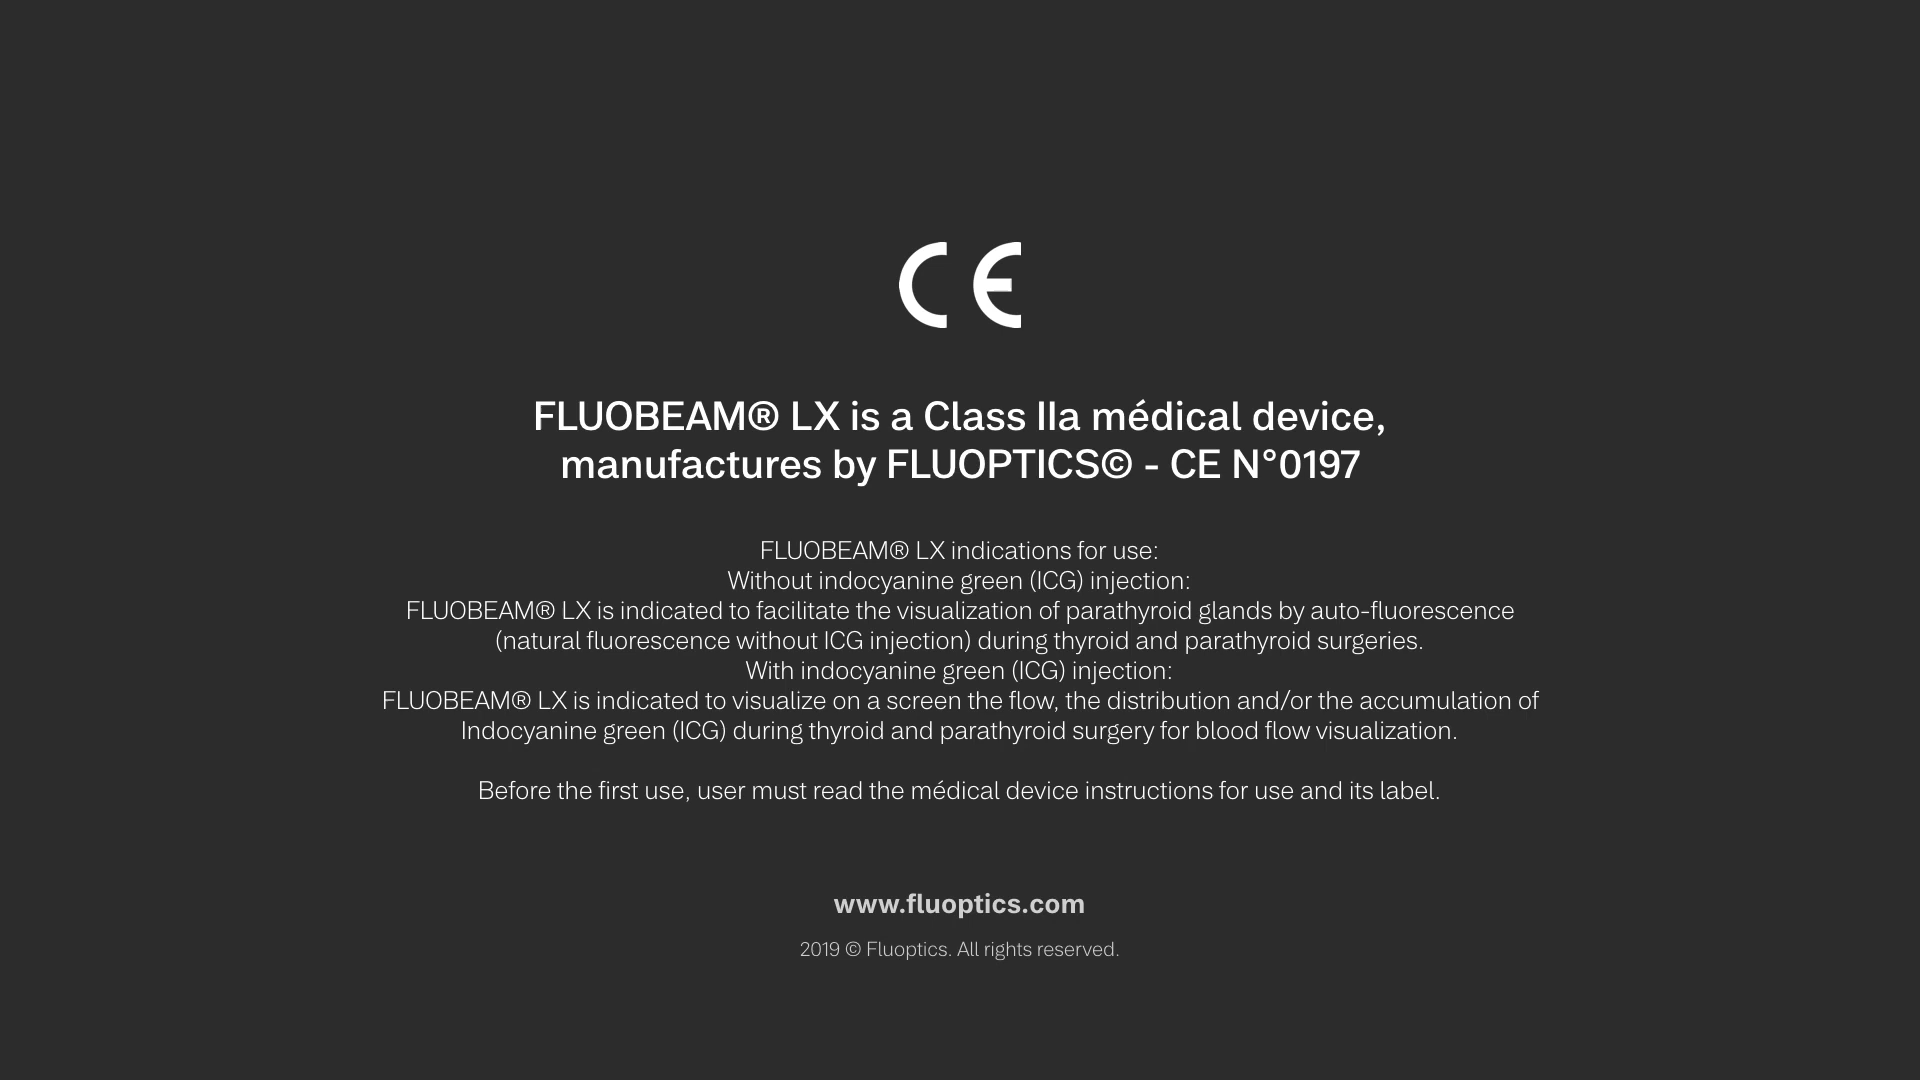 CE
FLUOBEAM® LX is a Class IIa médical device,
manufactures by FLUOPTICS© - CE N°0197
FLUOBEAM® LX indications for use:
Without indocyanine green (ICG) injection:
FLUOBEAM® LX is indicated to facilitate the visualization of parathyroid glands by auto-fluorescence
(natural fluorescence without ICG injection) during thyroid and parathyroid surgeries.
With indocyanine green (ICG) injection:
FLUOBEAM® LX is indicated to visualize on a screen the flow, the distribution and/or the accumulation of
Indocyanine green (ICG) during thyroid and parathyroid surgery for blood flow visualization.
Before the first use, user must read the médical device instructions for use and its label.
www.fluoptics.com
2019 © Fluoptics. All rights reserved.